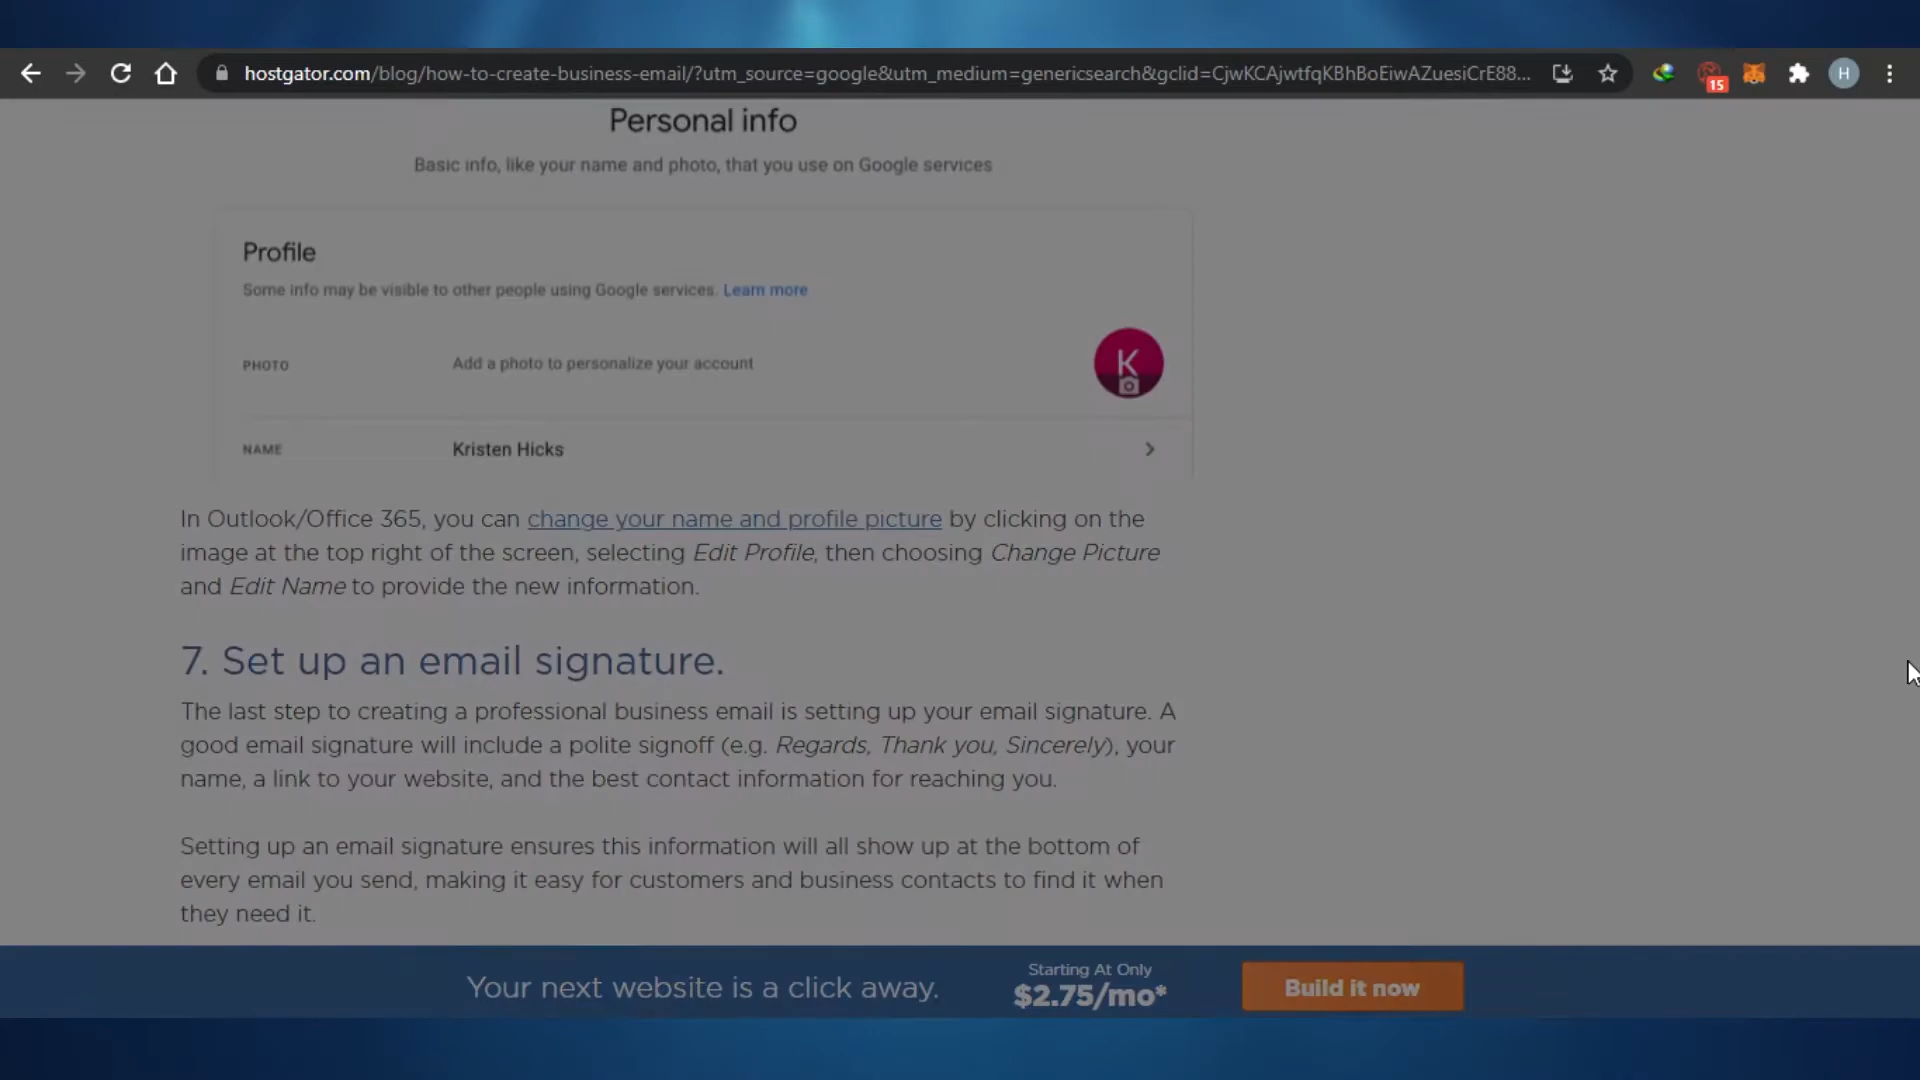 hostgator.com/blog/how-to-create-business-email/?utm_source=google&utm_medium=genericsearch&gclid=CjwKCAjwtfqKBhBoEiwAZuesiCrE88...
15
H
Personal info
Basic info, like your name and photo, that you use on Google services
Profile
Some info may be visible to other people using Google services. Learn more
PHOTO Add a photo to personalize your account
K
NAME Kristen Hicks
In Outlook/Office 365, you can change your name and profile picture by clicking on the
image at the top right of the screen, selecting Edit Profile, then choosing Change Picture
and Edit Name to provide the new information.
7. Set up an email signature.
The last step to creating a professional business email is setting up your email signature. A
good email signature will include a polite signoff (e.g. Regards, Thank you, Sincerely), your
name, a link to your website, and the best contact information for reaching you.
Setting up an email signature ensures this information will all show up at the bottom of
every email you send, making it easy for customers and business contacts to find it when
they need it.
Your next website is a click away.
Starting At Only
$2.75/mo*
Build it now